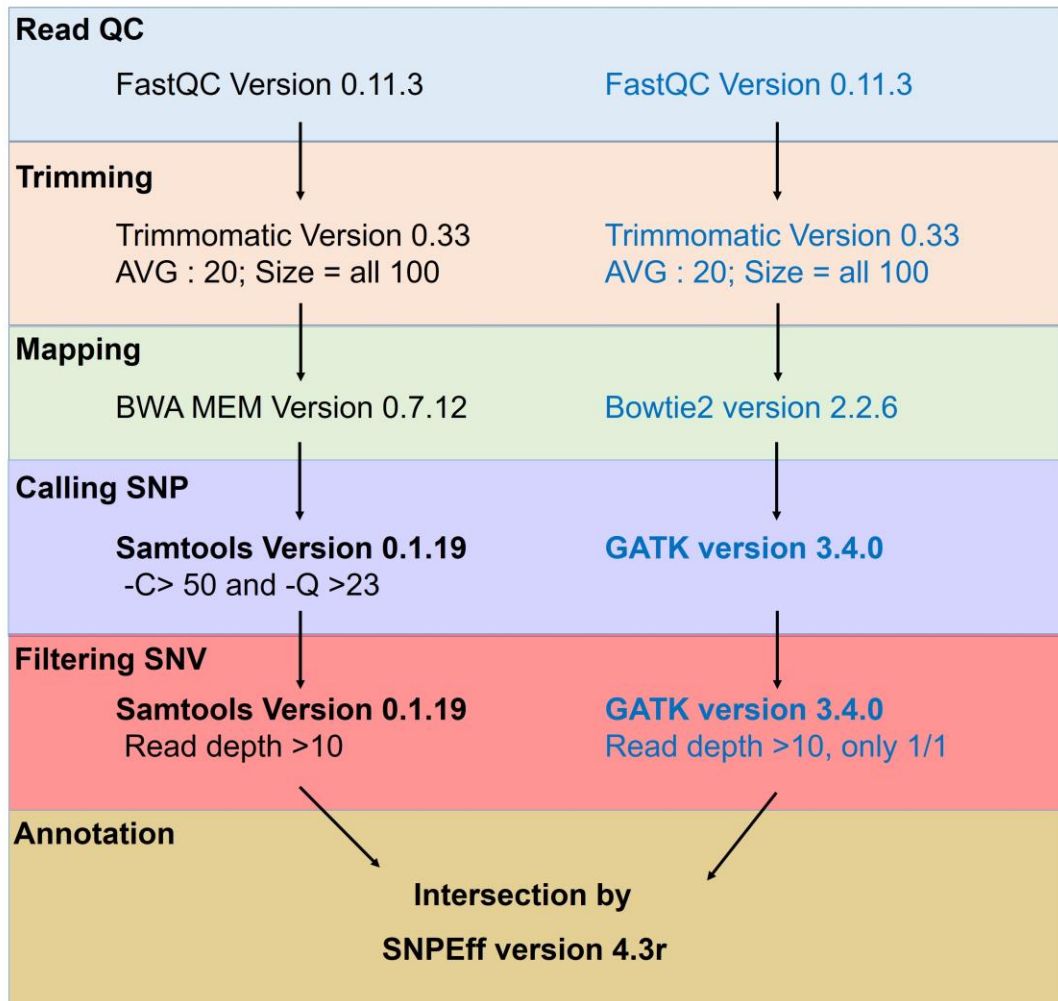 Read QC
FastQC Version 0.11.3
FastQC Version 0.11.3
Trimming
Trimmomatic Version 0.33
AVG : 20; Size = all 100
Trimmomatic Version 0.33
AVG : 20; Size = all 100
Mapping
BWA MEM Version 0.7.12
Bowtie2 version 2.2.6
Calling SNP
Samtools Version 0.1.19
-C> 50 and -Q >23
GATK version 3.4.0
Filtering SNV
Samtools Version 0.1.19
Read depth >10
GATK version 3.4.0
Read depth >10, only 1/1
Annotation
Intersection by
SNPEff version 4.3r